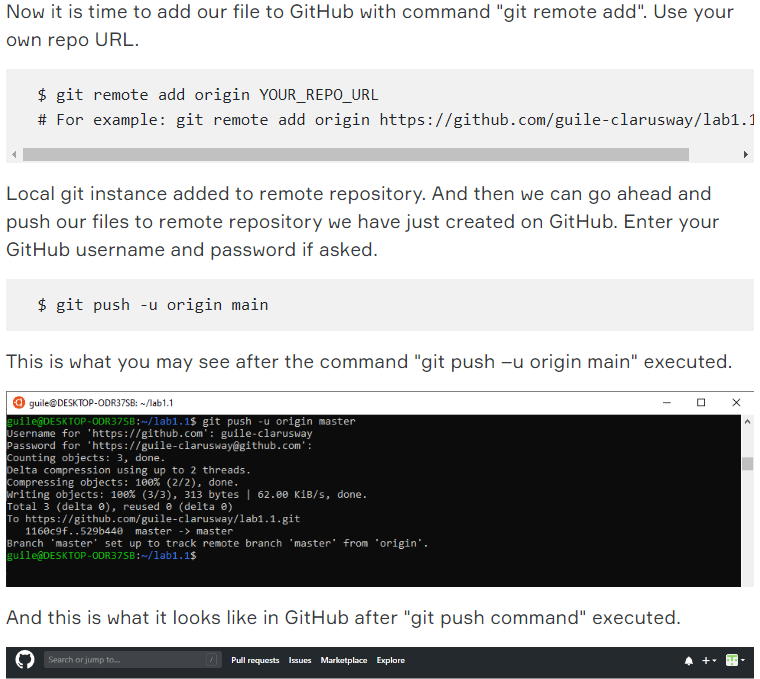 Now it is time to add our file to GitHub with command "git remote add". Use your
own repo URL.
$ git remote add origin YOUR_REPO_URL
# For example: git remote add origin https://github.com/guile-clarusway/lab1.1
Local git instance added to remote repository. And then we can go ahead and
push our files to remote repository we have just created on GitHub. Enter your
GitHub username and password if asked.
$ git push -u origin main
This is what you may see after the command "git push –u origin main" executed.
guile@DESKTOP-ODR37SB: ~/lab1.1
guile@DESKTOP-ODR37SB:~/lab1.1$ git push -u origin master
Username for 'https://github.com': guile-clarusway
Password for 'https://guile-clarusway@github.com':
Counting objects: 3, done.
Delta compression using up to 2 threads.
Compressing objects: 100% (2/2), done.
Writing objects: 100% (3/3), 313 bytes | 62.00 KiB/s, done.
Total 3 (delta 0), reused 0 (delta 0)
To https://github.com/guile-clarusway/lab1.1.git
1160c9f..529b440 master -> master
Branch 'master' set up to track remote branch 'master' from 'origin'.
guile@DESKTOP-ODR37SB:~/lab1.1$
And this is what it looks like in GitHub after "git push command" executed.
Search or jump to... / Pull requests Issues Marketplace Explore